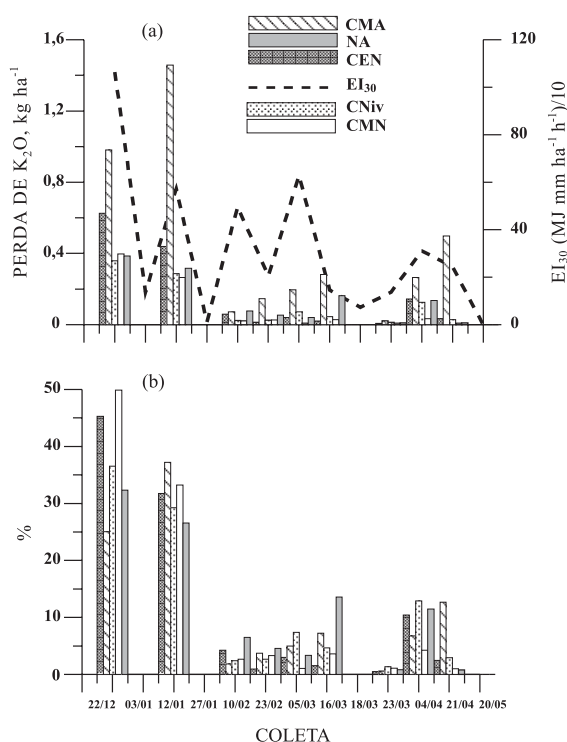 (a)
CMA
NA
CEN
EI30
CNiv
CMN
PERDA DE K2O, kg ha-1
1,6
1,2
0,8
0,4
0
120
80
40
0
EI30 (MJ mm ha-1 h-1)/10
(b)
%
50
40
30
20
10
0
22/12 03/01 12/01 27/01 10/02 23/02 05/03 16/03 18/03 23/03 04/04 21/04 20/05
COLETA